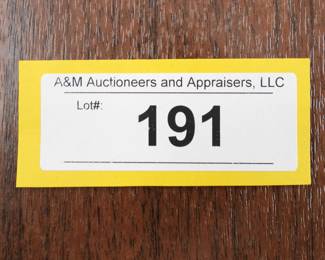 A&M Auctioneers and Appraisers, LLC
Lot#:
191